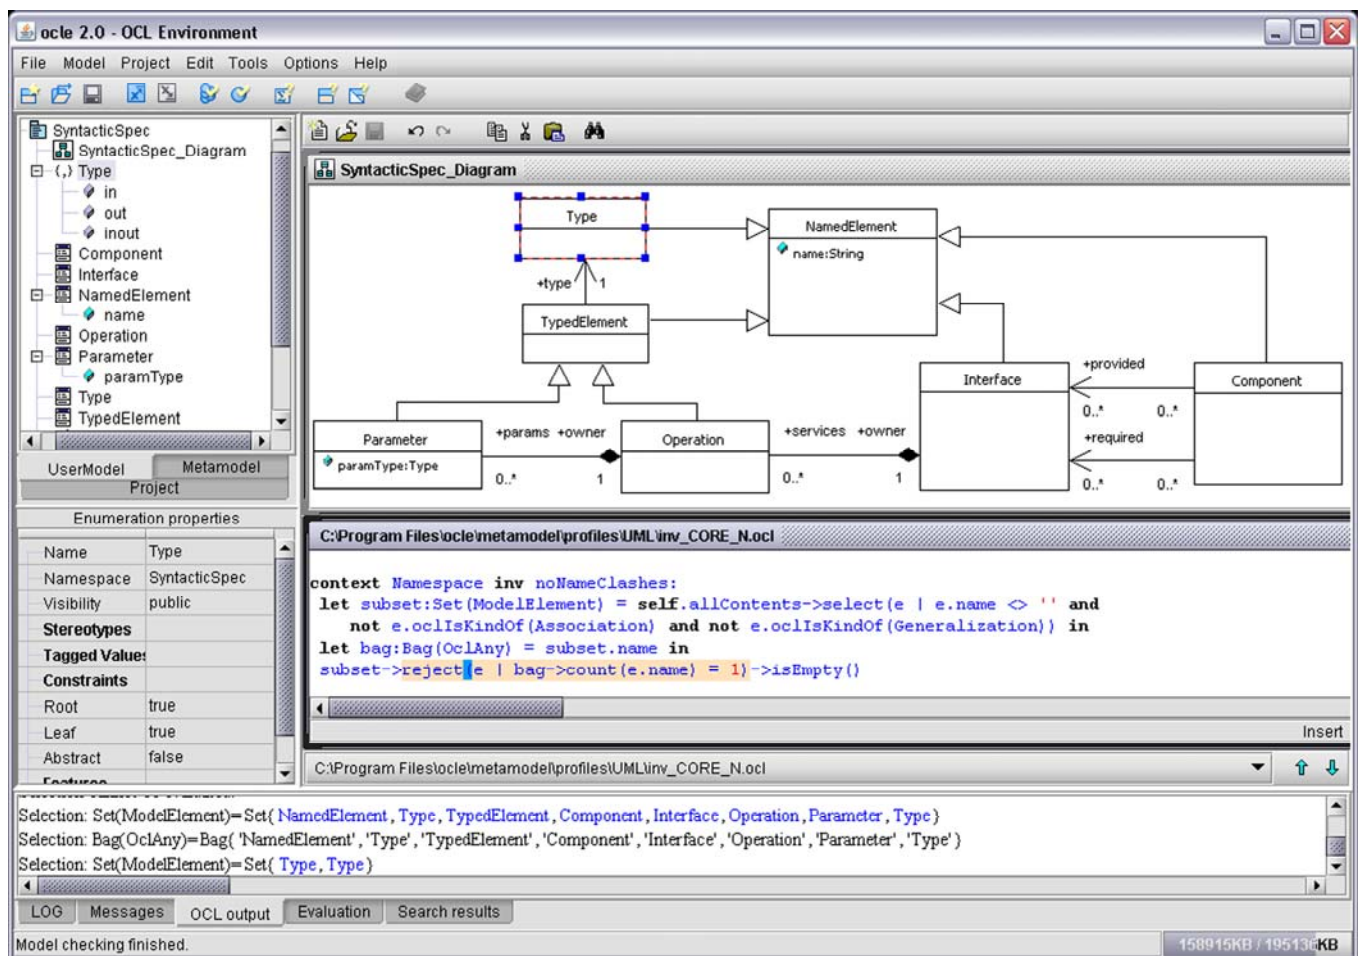 ocle 2.0 - OCL Environment
File Model Project Edit Tools Options Help
SyntacticSpec
SyntacticSpec_Diagram
(,) Type
in
out
inout
Component
Interface
NamedElement
name
Operation
Parameter
paramType
Type
TypedElement
UserModel Metamodel
Project
SyntacticSpec_Diagram
Type
NamedElement
name:String
+type 1
TypedElement
Interface
+provided
0..* 0..*
+required
0..* 0..*
Component
Parameter
paramType:Type
+params +owner
0..* 1
Operation
+services +owner
0..* 1
Enumeration properties
Name Type
Namespace SyntacticSpec
Visibility public
Stereotypes
Tagged Values
Constraints
Root true
Leaf true
Abstract false
Features
C:\Program Files\ocle\metamodel\profiles\UML\inv_CORE_N.ocl
context Namespace inv noNameClashes:
let subset:Set(ModelElement) = self.allContents->select(e | e.name <> '' and
not e.oclIsKindOf(Association) and not e.oclIsKindOf(Generalization)) in
let bag:Bag(OclAny) = subset.name in
subset->reject(e | bag->count(e.name) = 1)->isEmpty()
Insert
C:\Program Files\ocle\metamodel\profiles\UML\inv_CORE_N.ocl
Selection: Set(ModelElement)=Set{ NamedElement, Type, TypedElement, Component, Interface, Operation, Parameter, Type}
Selection: Bag(OclAny)=Bag{ 'NamedElement', 'Type', 'TypedElement', 'Component', 'Interface', 'Operation', 'Parameter', 'Type'}
Selection: Set(ModelElement)=Set{ Type, Type}
LOG Messages OCL output Evaluation Search results
Model checking finished.
158915KB / 195136KB